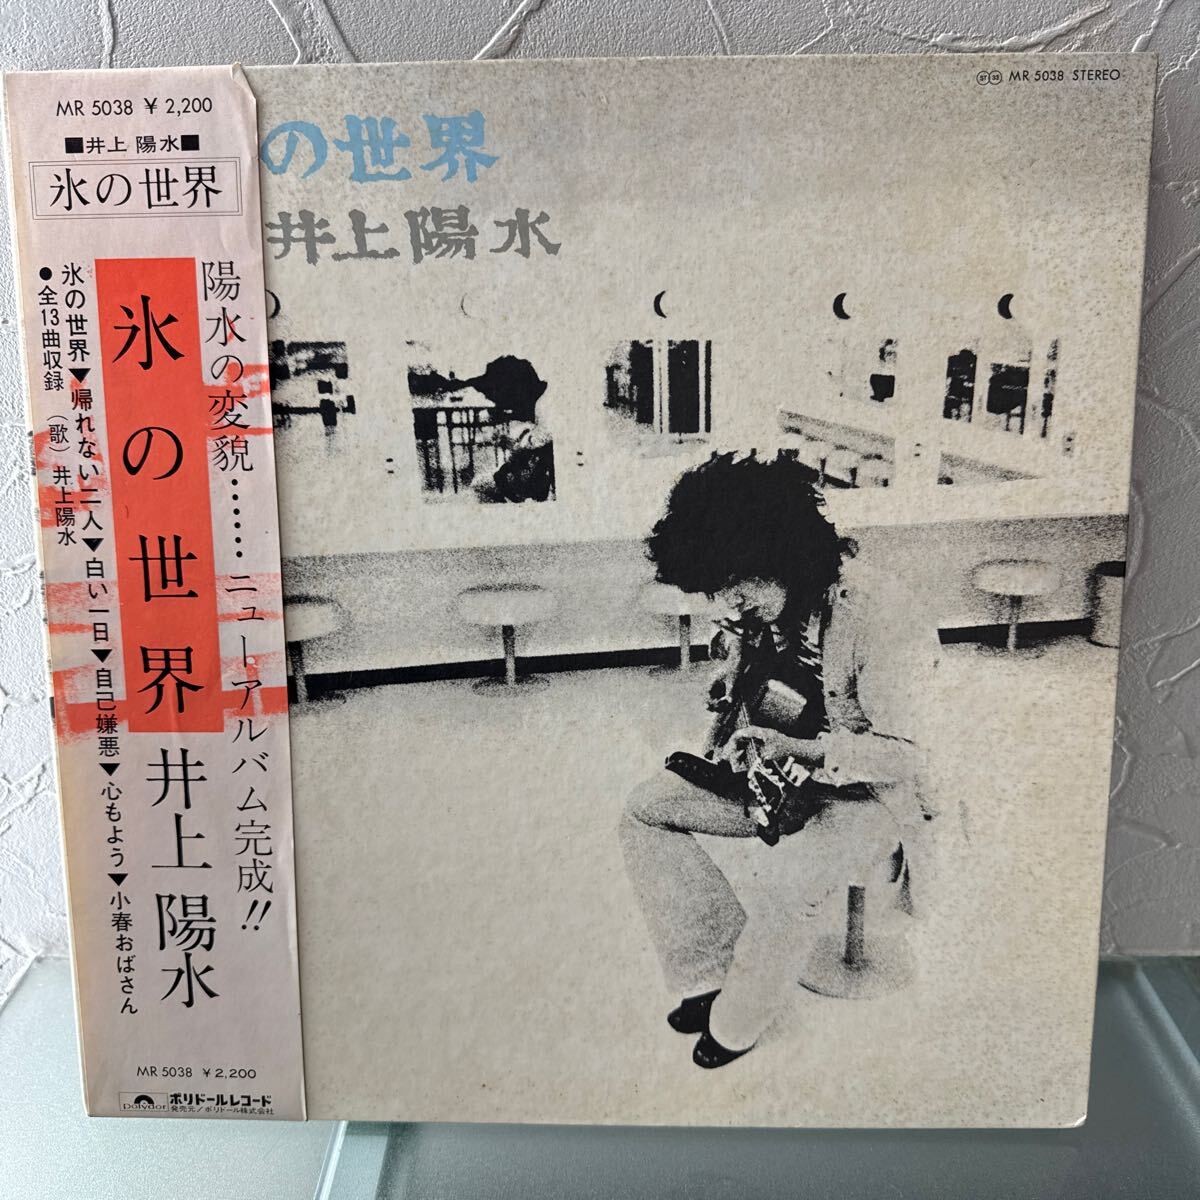 MR 5038 ¥2,200
■井上 陽水■
氷の世界
陽水の変貌……ニューアルバム完成!!
氷の世界 井上陽水
氷の世界▼帰れない二人▼白い一日▼自己嫌悪▼心もよう▼小春おばさん
●全13曲収録 (歌) 井上陽水
MR 5038 ¥2,200
polydor ポリドールレコード
発売元/ポリドール株式会社
ST 33 MR 5038 STEREO
の世界
井上陽水